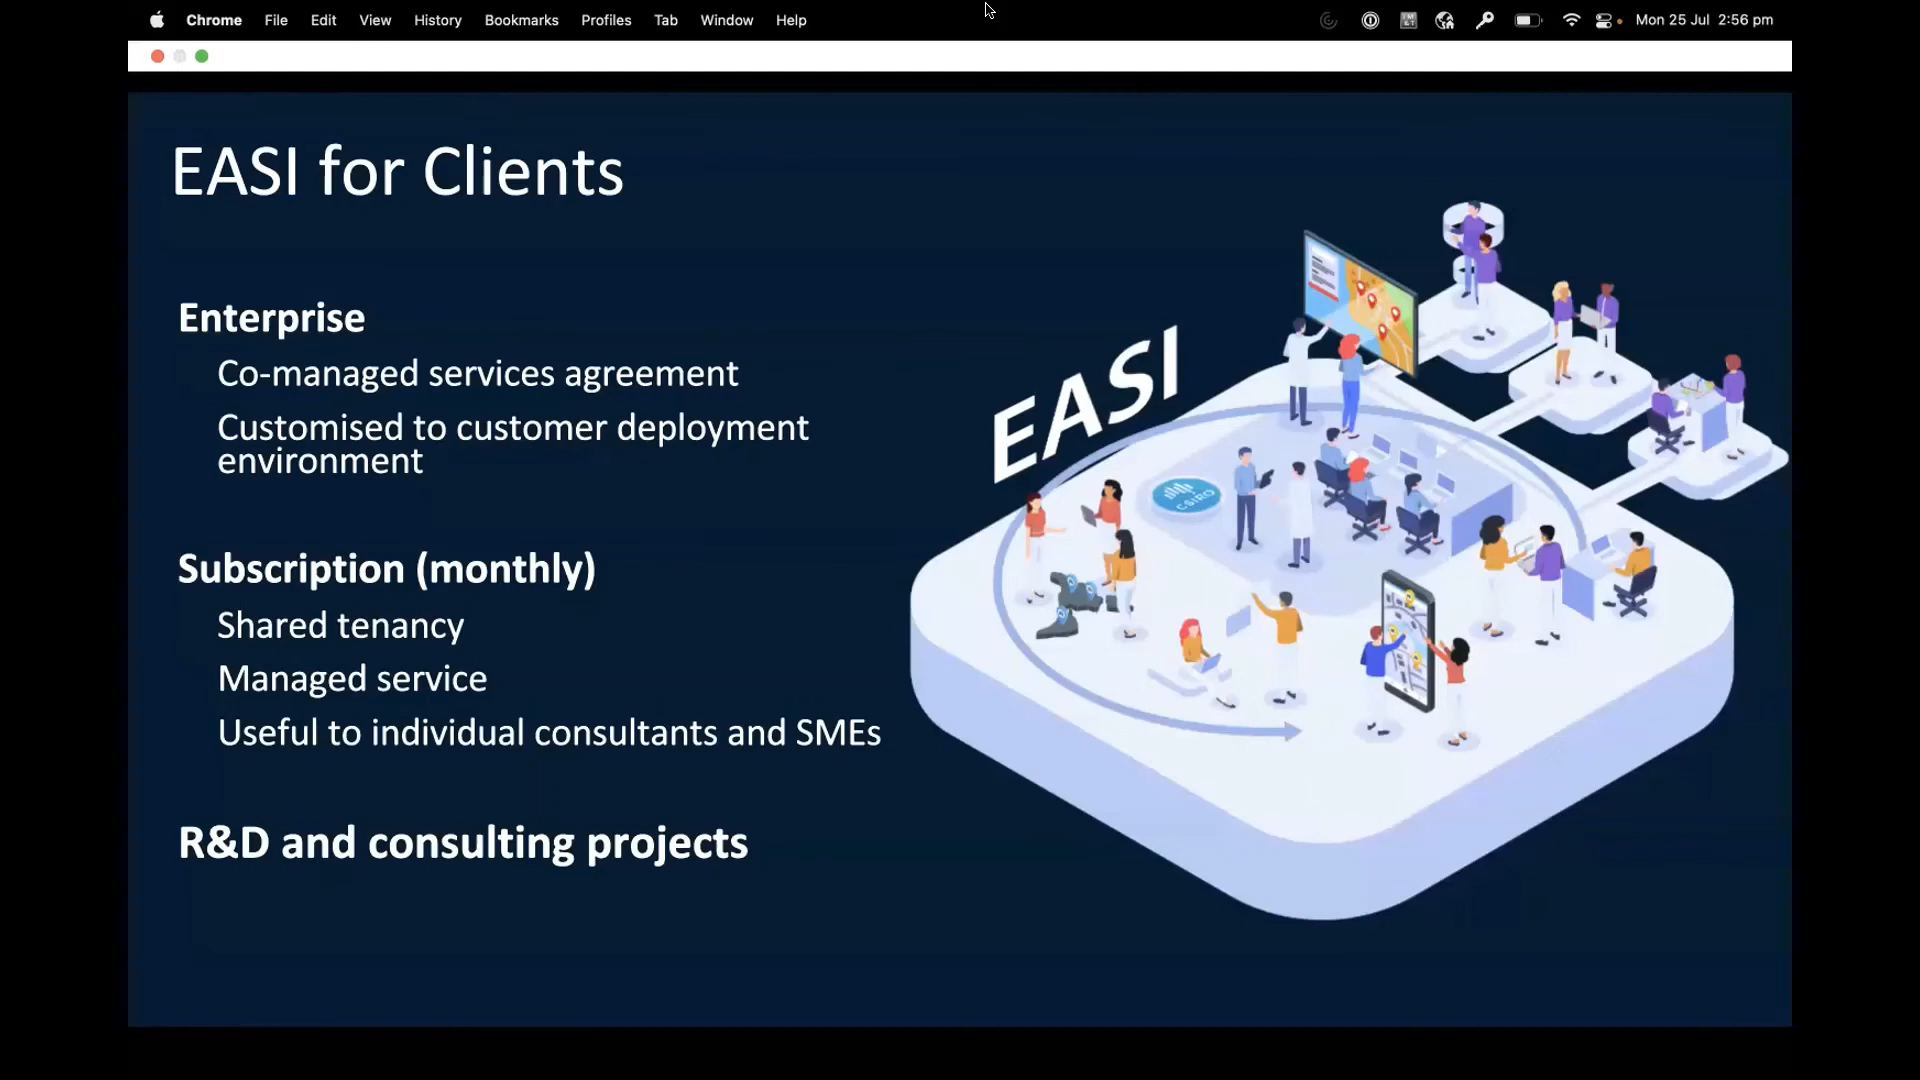 Chrome File Edit View History Bookmarks Profiles Tab Window Help Mon 25 Jul 2:56 pm
EASI for Clients
Enterprise
Co-managed services agreement
Customised to customer deployment
environment
Subscription (monthly)
Shared tenancy
Managed service
Useful to individual consultants and SMEs
R&D and consulting projects
EASI
CSIRO